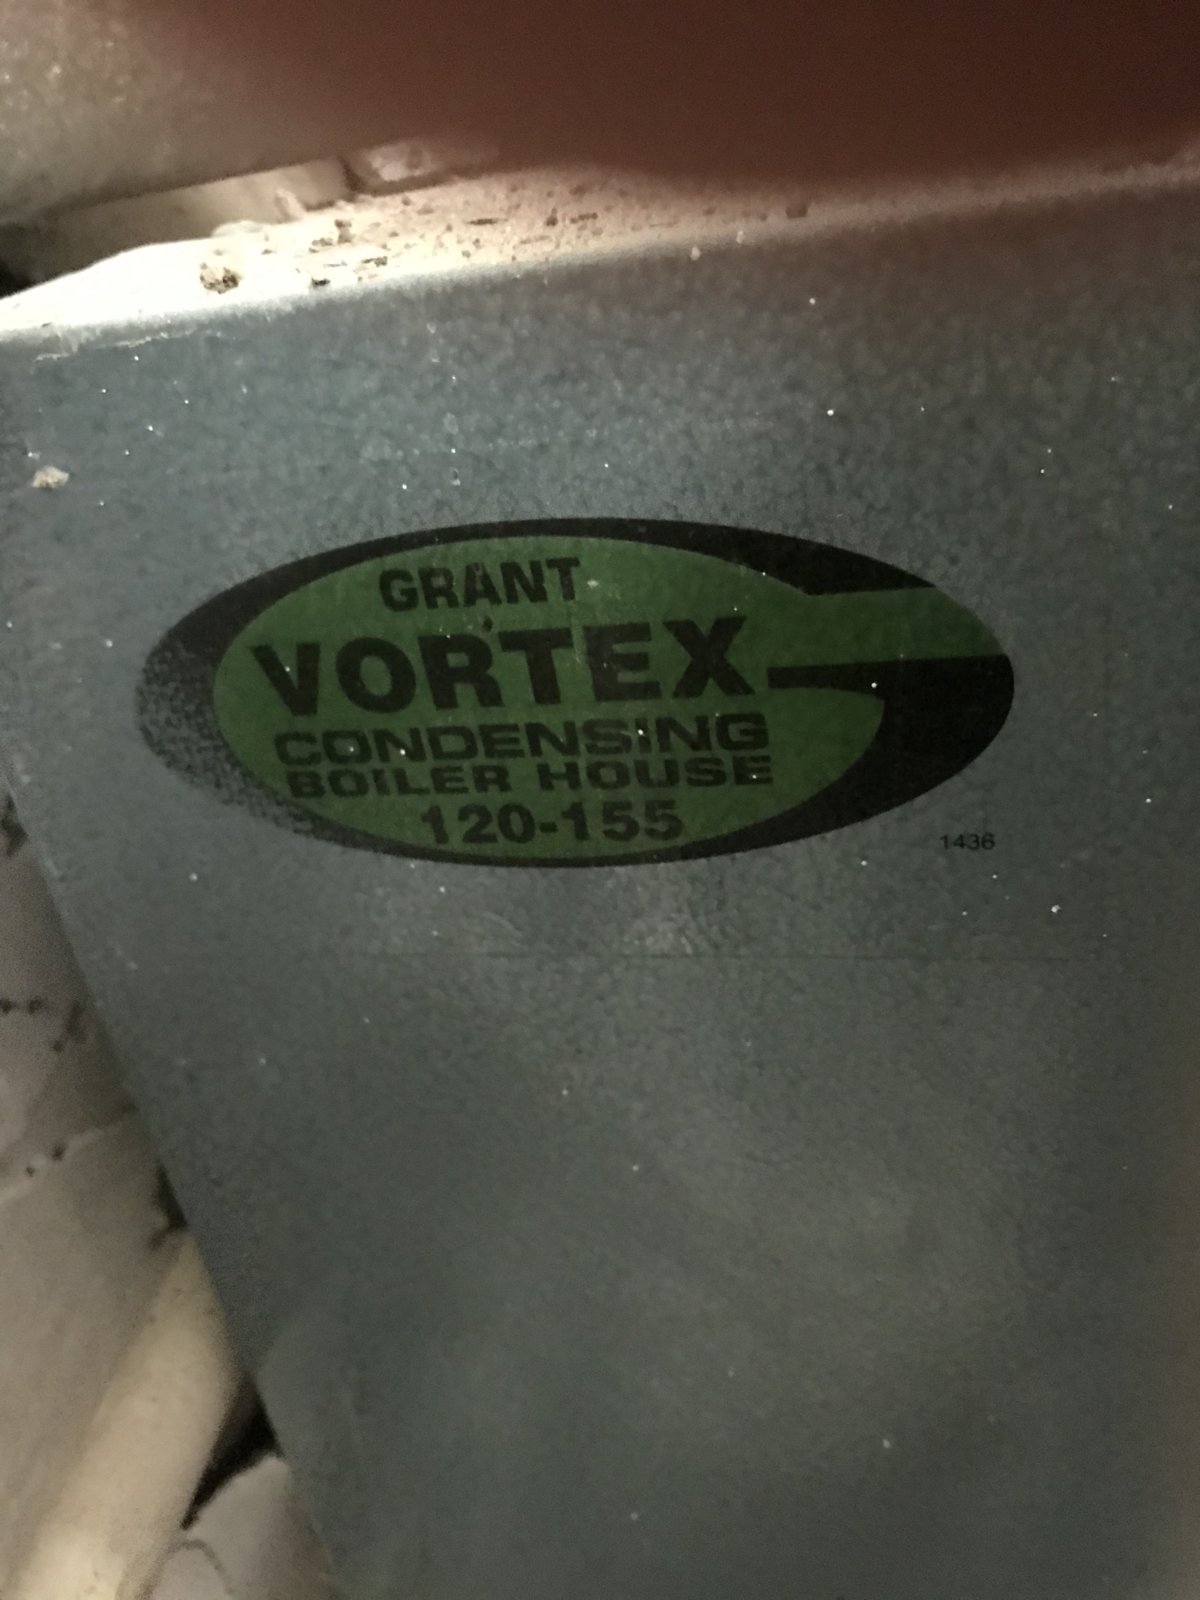 GRANT
VORTEX
CONDENSING
BOILER HOUSE
120-155
1436